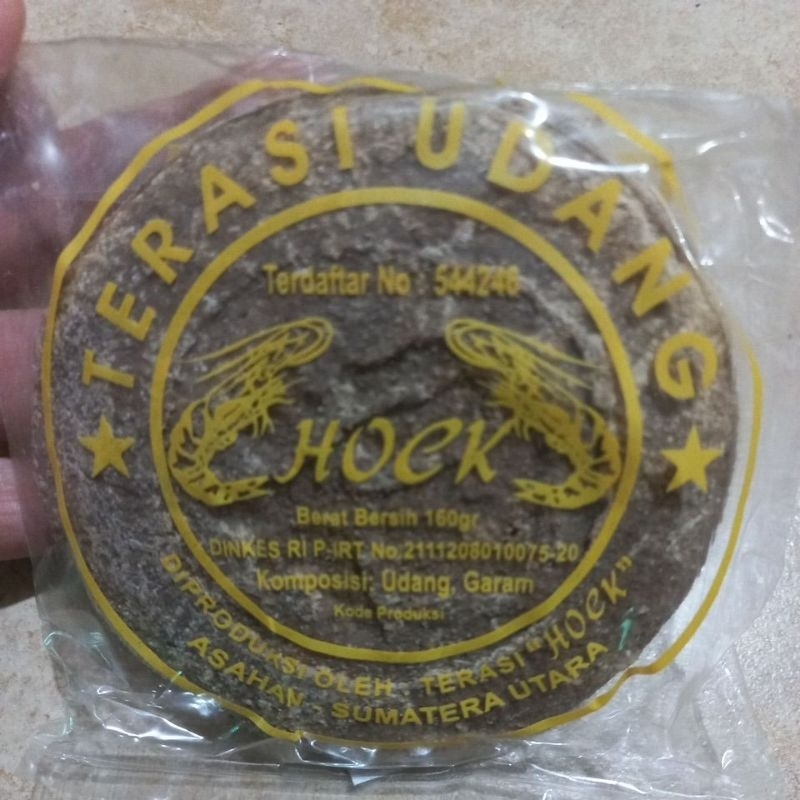 TERASI UDANG
Terdaftar No : 544246
HOCK
Berat Bersih 160gr
DINKES RI P-IRT No.2111208010075-20
Komposisi: Udang, Garam
Kode Produksi
DIPRODUKSI OLEH . TERASI "HOCK"
ASAHAN - SUMATERA UTARA